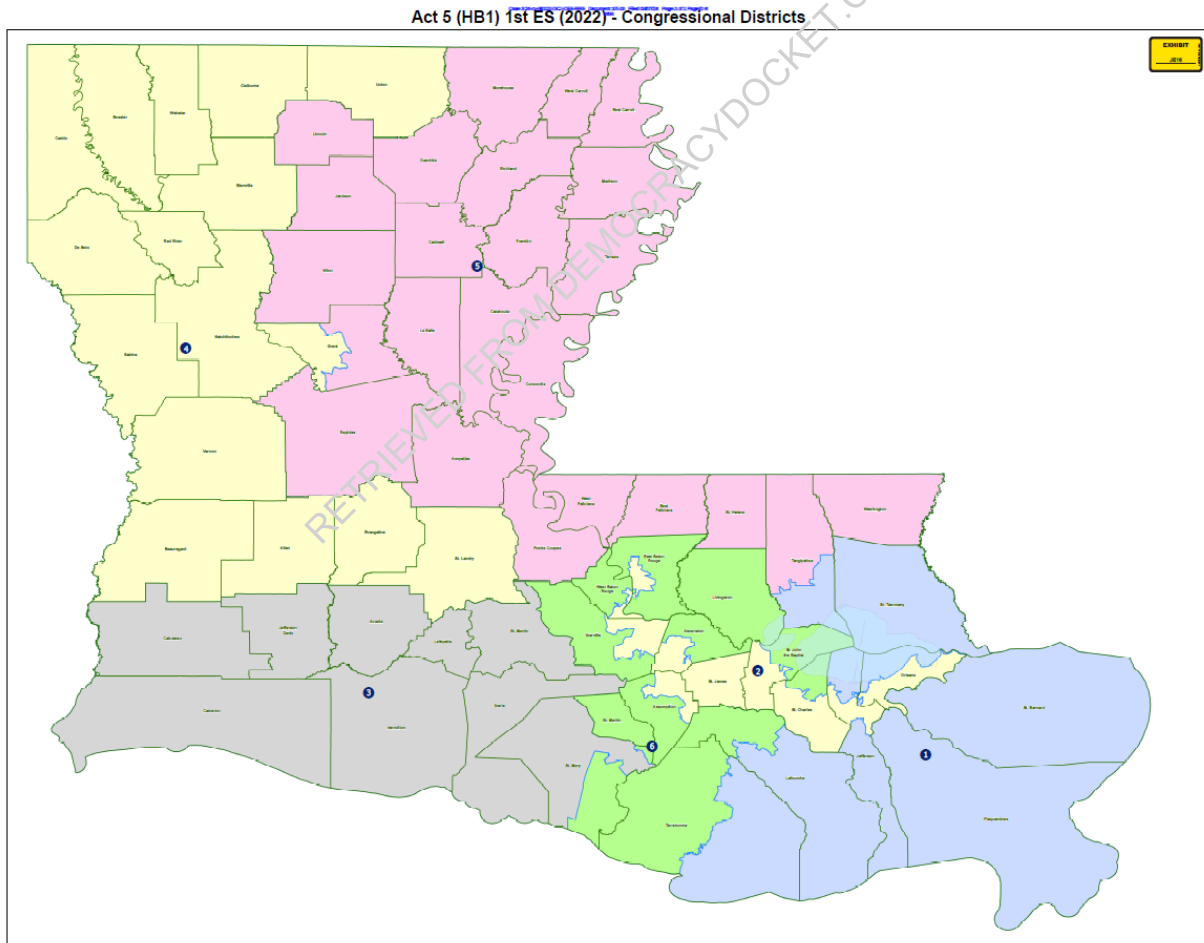 Act 5 (HB1) 1st ES (2022) - Congressional Districts
EXHIBIT
RETRIEVED FROM DEMOCRACYDOCKET.C
Caddo
Bossier
Webster
Claiborne
Union
Morehouse
West Carroll
East Carroll
Lincoln
Ouachita
Richland
Madison
Bienville
Jackson
De Soto
Red River
Winn
Caldwell
Franklin
Tensas
5
Sabine
4
Natchitoches
Grant
La Salle
Catahoula
Concordia
Vernon
Rapides
Avoyelles
Beauregard
Allen
Evangeline
St. Landry
Pointe Coupee
West
Feliciana
East
Feliciana
St. Helena
Tangipahoa
Washington
West Baton
Rouge
East Baton
Rouge
Livingston
St. Tammany
Calcasieu
Jefferson
Davis
Acadia
Lafayette
St. Martin
Iberville
Ascension
St. John
the Baptist
Orleans
St. Bernard
Cameron
3
Vermilion
Iberia
St. Mary
St. Martin
Assumption
St. James
2
St. Charles
6
Jefferson
1
Lafourche
Plaquemines
Terrebonne